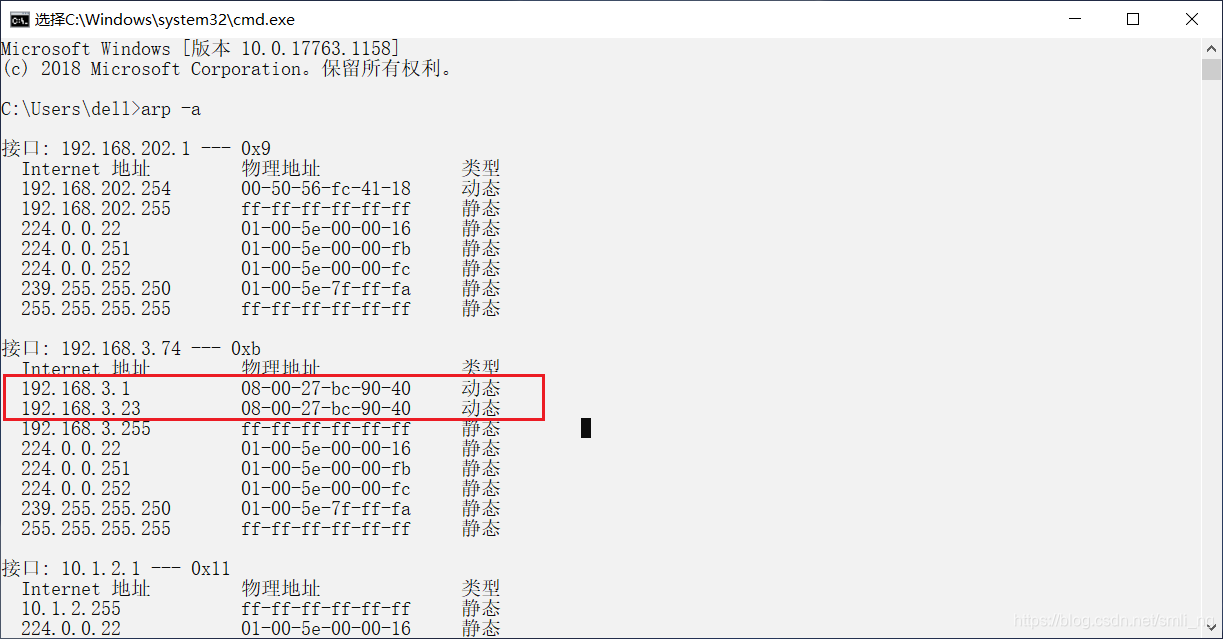 选择C:\Windows\system32\cmd.exe
Microsoft Windows [版本 10.0.17763.1158]
(c) 2018 Microsoft Corporation。保留所有权利。
C:\Users\dell>arp -a
接口: 192.168.202.1 --- 0x9
Internet 地址 物理地址 类型
192.168.202.254 00-50-56-fc-41-18 动态
192.168.202.255 ff-ff-ff-ff-ff-ff 静态
224.0.0.22 01-00-5e-00-00-16 静态
224.0.0.251 01-00-5e-00-00-fb 静态
224.0.0.252 01-00-5e-00-00-fc 静态
239.255.255.250 01-00-5e-7f-ff-fa 静态
255.255.255.255 ff-ff-ff-ff-ff-ff 静态
接口: 192.168.3.74 --- 0xb
Internet 地址 物理地址 类型
192.168.3.1 08-00-27-bc-90-40 动态
192.168.3.23 08-00-27-bc-90-40 动态
192.168.3.255 ff-ff-ff-ff-ff-ff 静态
224.0.0.22 01-00-5e-00-00-16 静态
224.0.0.251 01-00-5e-00-00-fb 静态
224.0.0.252 01-00-5e-00-00-fc 静态
239.255.255.250 01-00-5e-7f-ff-fa 静态
255.255.255.255 ff-ff-ff-ff-ff-ff 静态
接口: 10.1.2.1 --- 0x11
Internet 地址 物理地址 类型
10.1.2.255 ff-ff-ff-ff-ff-ff 静态
224.0.0.22 01-00-5e-00-00-16 静态